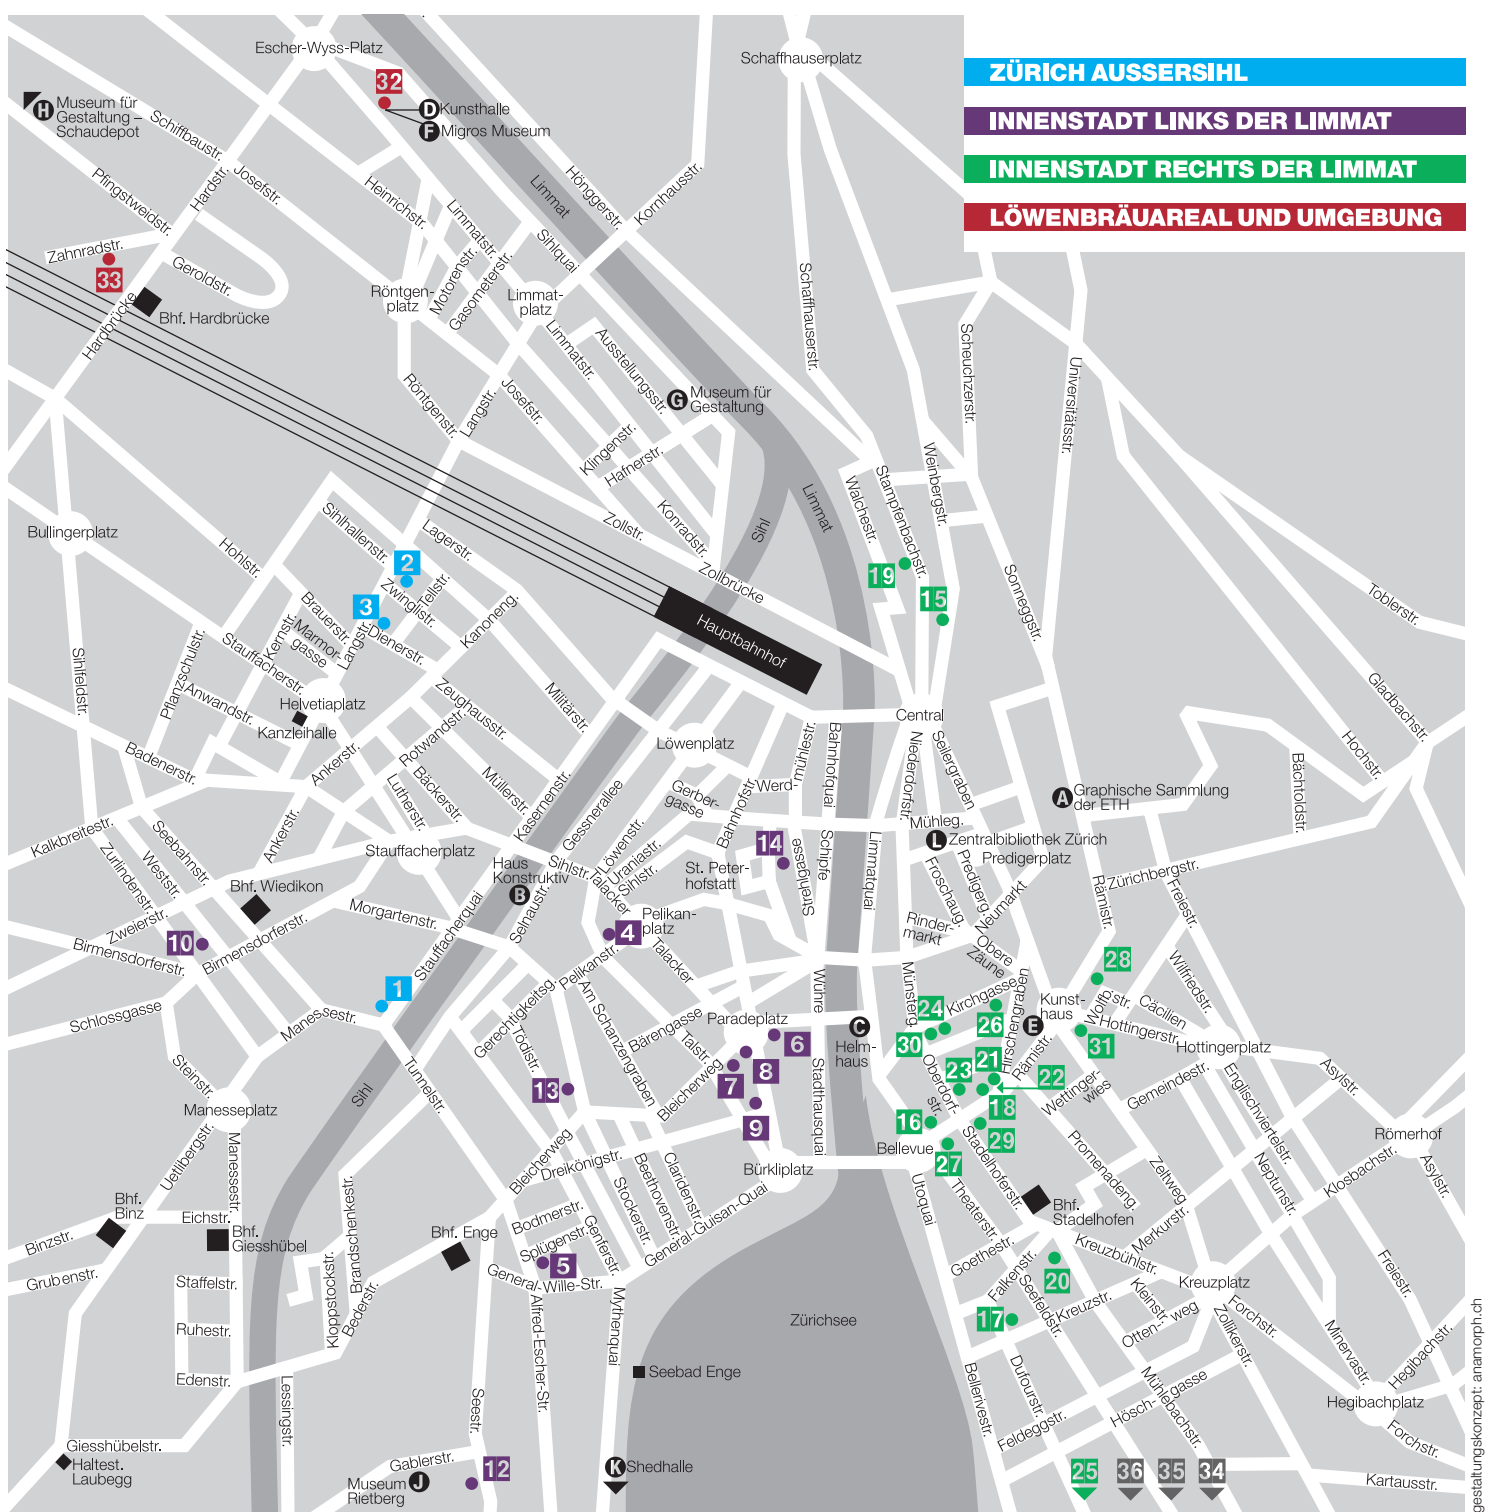 ZÜRICH AUSSERSIHL
INNENSTADT LINKS DER LIMMAT
INNENSTADT RECHTS DER LIMMAT
LÖWENBRÄUAREAL UND UMGEBUNG
Escher-Wyss-Platz
Schaffhauserplatz
32
D Kunsthalle
F Migros Museum
H Museum für
Gestaltung –
Schaudepot
Schiffbaustr.
Josefstr.
Hardstr.
Pfingstweidstr.
Zahnradstr.
33
Geroldstr.
Bhf. Hardbrücke
Hardbrücke
Heinrichstr.
Limmatstr.
Motorenstr.
Gasometerstr.
Sihlquai
Limmat
Hönggerstr.
Kornhausstr.
Röntgen-
platz
Limmat-
platz
Limmatstr.
Ausstellungsstr.
G Museum für
Gestaltung
Schaffhauserstr.
Scheuchzerstr.
Universitätsstr.
Röntgenstr.
Langstr.
Josefstr.
Klingenstr.
Hafnerstr.
Zollstr.
Konradstr.
Zollbrücke
Sihl
Limmat
Walchestr.
Stampfenbachstr.
Weinbergstr.
Sonneggstr.
19
15
Toblerstr.
Gladbachstr.
Hochstr.
Bächtoldstr.
Bullingerplatz
Hohlstr.
Sihlhallenstr.
Lagerstr.
2
3
Zwinglistr.
Tellstr.
Kanoneng.
Dienerstr.
Brauerstr.
Marmor-
gasse
Kernstr.
Langstr.
Stauffacherstr.
Pflanzschulstr.
Anwandstr.
Sihlfeldstr.
Helvetiaplatz
Kanzleihalle
Badenerstr.
Ankerstr.
Rotwandstr.
Zeughausstr.
Militärstr.
Müllerstr.
Bäckerstr.
Lutherstr.
Kasernenstr.
Gessnerallee
Hauptbahnhof
Löwenplatz
Central
Werd-
mühlestr.
Bahnhofquai
Niederdorfstr.
Seilergraben
Gerber-
gasse
Bahnhofstr.
A Graphische Sammlung
der ETH
Mühleg.
L Zentralbibliothek Zürich
Predigerplatz
Kalkbreitestr.
Zurlindenstr.
Weststr.
Seebahnstr.
Ankerstr.
Stauffacherplatz
Haus
Konstruktiv
B
Sihlstr.
Löwenstr.
Uraniastr.
Sihlstr.
Talacker
14
St. Peter-
hofstatt
Strehlgasse
Schipfe
Limmatquai
Froschaug.
Predigerg.
Neumarkt
Rinder-
markt
Obere
Zäune
Rämistr.
Zürichbergstr.
Freiestr.
Bhf. Wiedikon
Zweierstr.
10
Birmensdorferstr.
Birmensdorferstr.
Morgartenstr.
Stauffacherquai
Selnaustr.
Pelikan-
platz
4
Pelikanstr.
Talacker
Schlossgasse
Manessestr.
1
Gerechtigkeitsg.
Am Schanzengraben
Bärengasse
Paradeplatz
Wühre
Münsterg.
Kirchgasse
Hirschengraben
Kunst-
haus
E
28
Wolfb.str.
Cäcilien
Wilfriedstr.
Hottingerstr.
Hottingerplatz
24
26
30
31
C
Helm-
haus
6
8
7
9
13
Tödistr.
Talstr.
Bleicherweg
Stadthausquai
Oberdorf-
str.
23
21
22
18
16
29
27
Rämistr.
Wettinger-
wies
Gemeindestr.
Englischviertelstr.
Asylstr.
Steinstr.
Manesseplatz
Sihl
Tunnelstr.
Uetlibergstr.
Manessestr.
Bleicherweg
Dreikönigstr.
Beethovenstr.
Stockerstr.
Clandenstr.
Bürkliplatz
Bellevue
Stadelhoferstr.
Theaterstr.
Utoquai
Promenadeng.
Zeltweg
Neptunstr.
Römerhof
Klosbachstr.
Asylstr.
Bhf.
Binz
Binzstr.
Grubenstr.
Eichstr.
Bhf.
Giesshübel
Brandschenkestr.
Bhf. Enge
Bodmerstr.
Splügenstr.
5
Genferstr.
General-Guisan-Quai
General-Wille-Str.
Bhf.
Stadelhofen
Merkurstr.
Kreuzbühlstr.
Kreuzplatz
Goethestr.
Falkenstr.
20
17
Seefeldstr.
Kreuzstr.
Kleinstr.
Otten-
weg
Zollikerstr.
Forchstr.
Freiestr.
Staffelstr.
Ruhestr.
Edenstr.
Kloppstockstr.
Bederstr.
Lessingstr.
Seestr.
Alfred-Escher-Str.
Mythenquai
Zürichsee
Seebad Enge
Bellerivestr.
Dufourstr.
Feldeggstr.
Hösch-
gasse
Mühlebachstr.
Minervastr.
Hegibachstr.
Hegibachplatz
Forchstr.
Kartausstr.
Giesshübelstr.
Haltest.
Laubegg
Gablerstr.
Museum
Rietberg
J
12
K Shedhalle
25
36
35
34
gestaltungskonzept: anamorph.ch